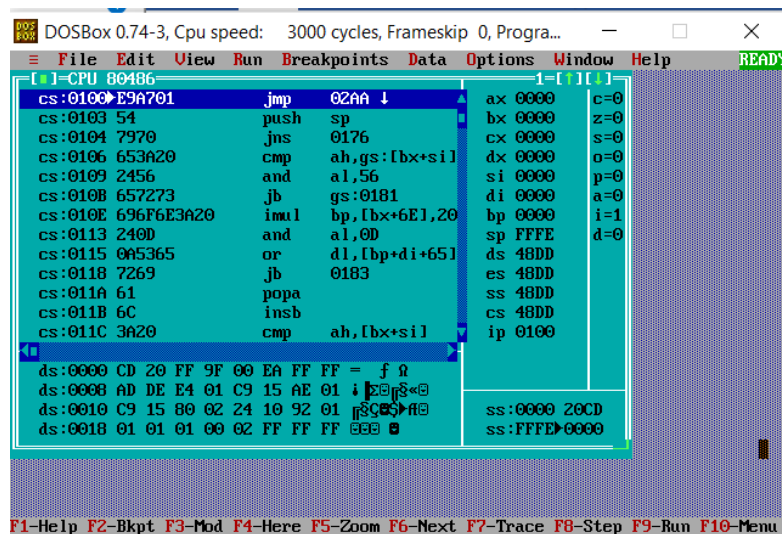 DOSBox 0.74-3, Cpu speed: 3000 cycles, Frameskip 0, Progra...
≡ File Edit View Run Breakpoints Data Options Window Help READY
[■]=CPU 80486 1=[↑][↓]
cs:0100►E9A701 jmp 02AA ↓ ax 0000 c=0
cs:0103 54 push sp bx 0000 z=0
cs:0104 7970 jns 0176 cx 0000 s=0
cs:0106 653A20 cmp ah,gs:[bx+si] dx 0000 o=0
cs:0109 2456 and al,56 si 0000 p=0
cs:010B 657273 jb gs:0181 di 0000 a=0
cs:010E 696F6E3A20 imul bp,[bx+6E],20 bp 0000 i=1
cs:0113 240D and al,0D sp FFFE d=0
cs:0115 0A5365 or dl,[bp+di+65] ds 48DD
cs:0118 7269 jb 0183 es 48DD
cs:011A 61 popa ss 48DD
cs:011B 6C insb cs 48DD
cs:011C 3A20 cmp ah,[bx+si] ip 0100
ds:0000 CD 20 FF 9F 00 EA FF FF = ƒ Ω
ds:0008 AD DE E4 01 C9 15 AE 01
ds:0010 C9 15 80 02 24 10 92 01 ss:0000 20CD
ds:0018 01 01 01 00 02 FF FF FF ss:FFFE►0000
F1-Help F2-Bkpt F3-Mod F4-Here F5-Zoom F6-Next F7-Trace F8-Step F9-Run F10-Menu